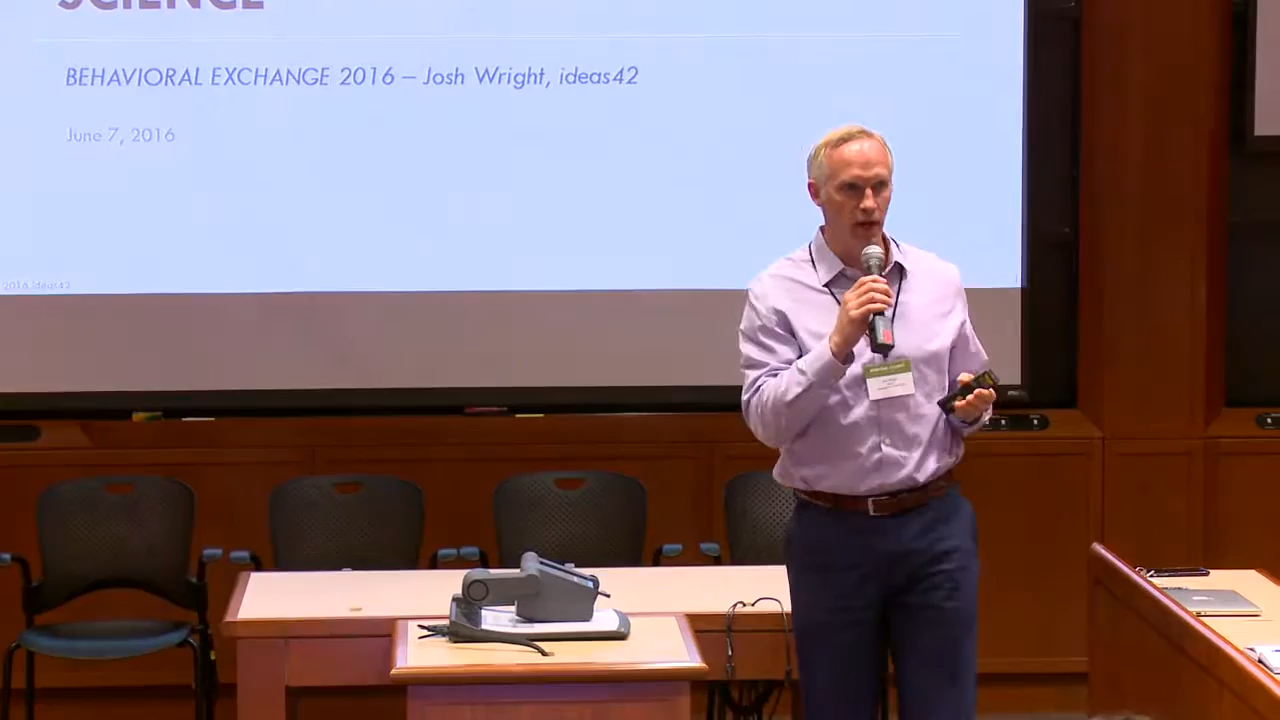 SCIENCE
BEHAVIORAL EXCHANGE 2016 – Josh Wright, ideas42
June 7, 2016
2016 ideas42